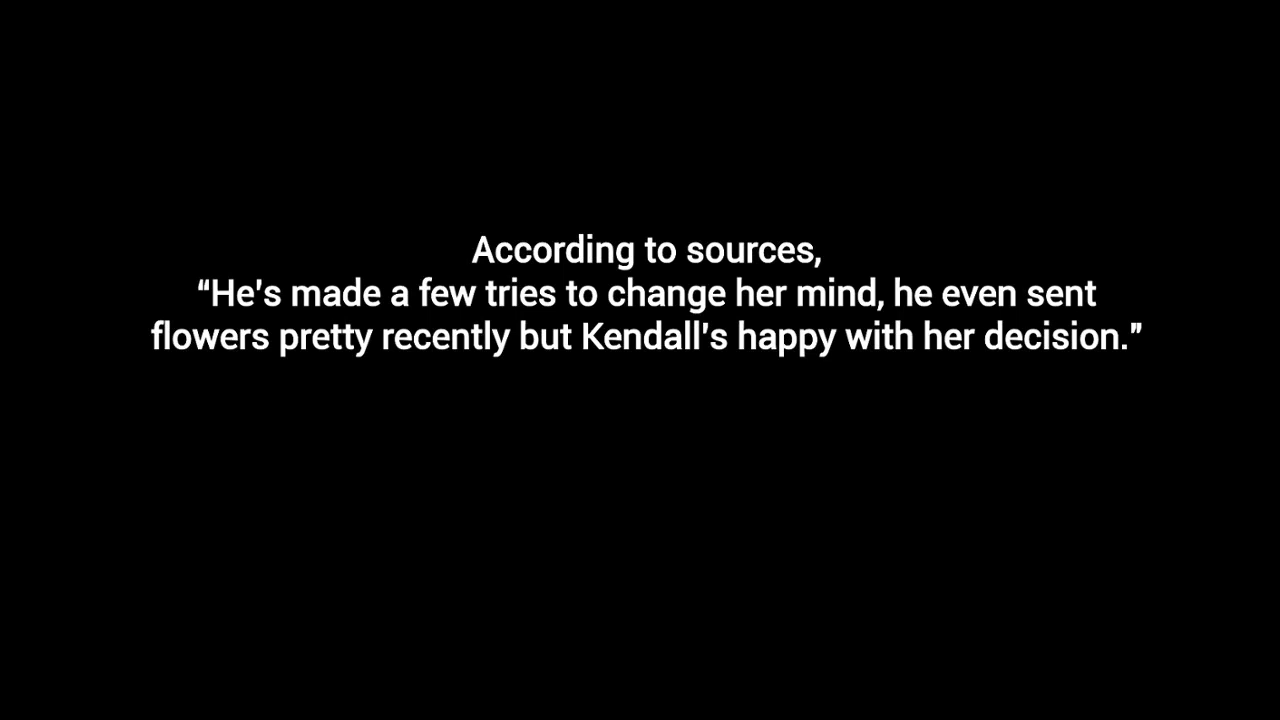 According to sources,
“He's made a few tries to change her mind, he even sent
flowers pretty recently but Kendall's happy with her decision.”